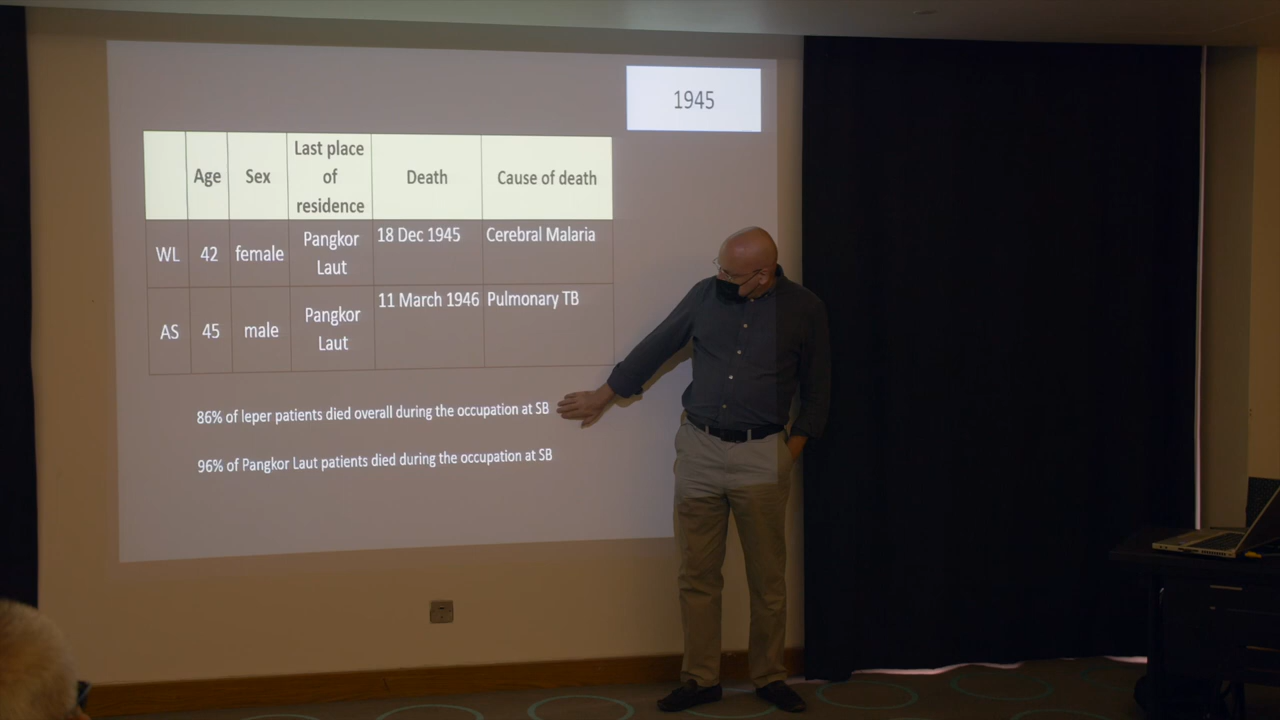 1945
Age Sex Last place of residence Death Cause of death
WL 42 female Pangkor Laut 18 Dec 1945 Cerebral Malaria
AS 45 male Pangkor Laut 11 March 1946 Pulmonary TB
86% of leper patients died overall during the occupation at SB
96% of Pangkor Laut patients died during the occupation at SB